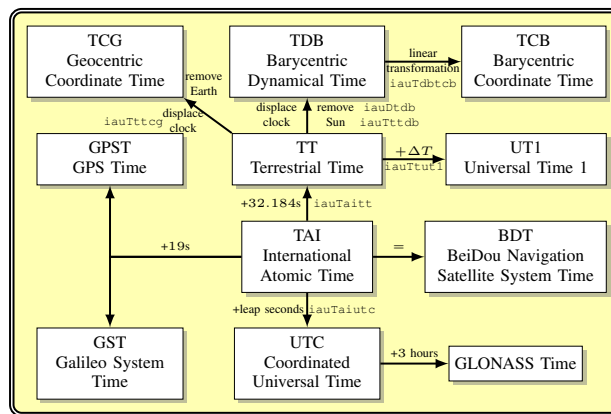 TCG
Geocentric
Coordinate Time
TDB
Barycentric
Dynamical Time
TCB
Barycentric
Coordinate Time
linear
transformation
iauTdbtcb
remove
Earth
displace
clock
iauTttcg
displace
clock
remove
Sun
iauDtdb
iauTttdb
GPST
GPS Time
TT
Terrestrial Time
+ΔT
iauTtut1
UT1
Universal Time 1
+32.184s
iauTaitt
+19s
TAI
International
Atomic Time
=
BDT
BeiDou Navigation
Satellite System Time
+leap seconds
iauTaiutc
GST
Galileo System
Time
UTC
Coordinated
Universal Time
+3 hours
GLONASS Time